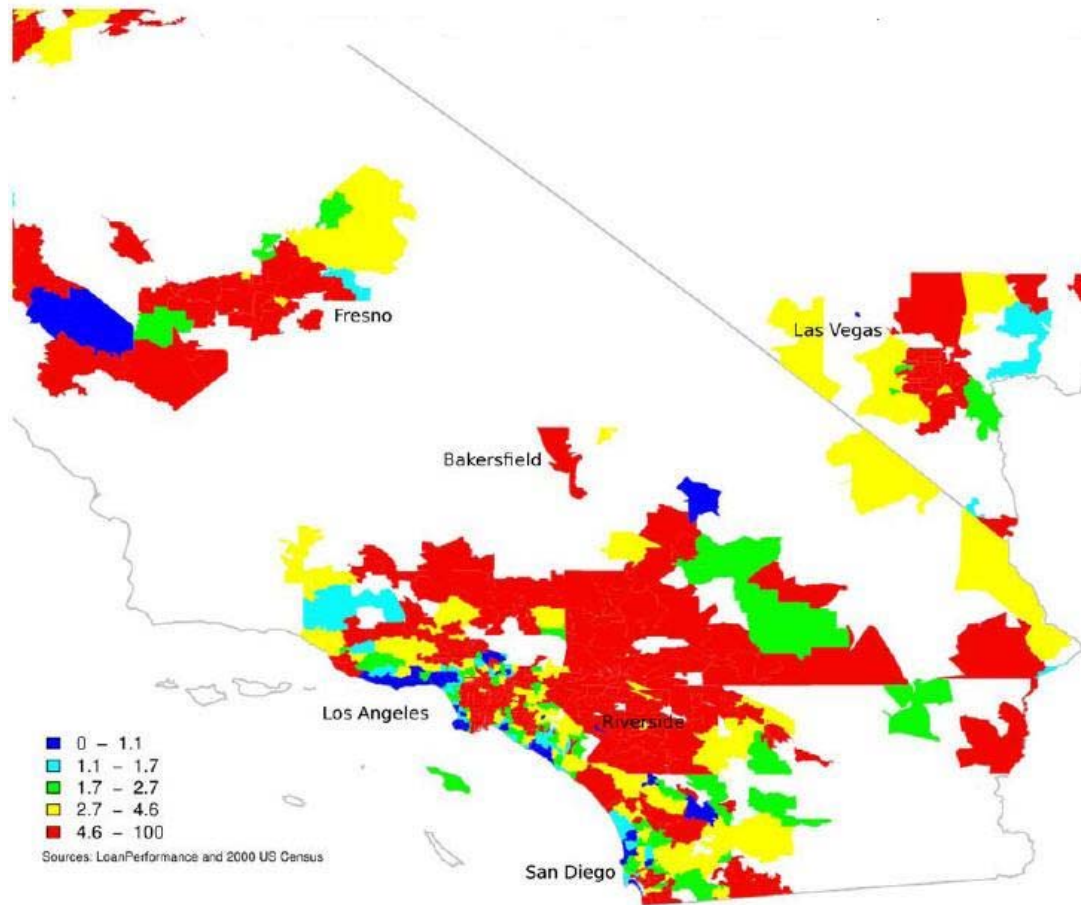 Fresno
Las Vegas
Bakersfield
Los Angeles
Riverside
San Diego
0 – 1.1
1.1 – 1.7
1.7 – 2.7
2.7 – 4.6
4.6 – 100
Sources: LoanPerformance and 2000 US Census